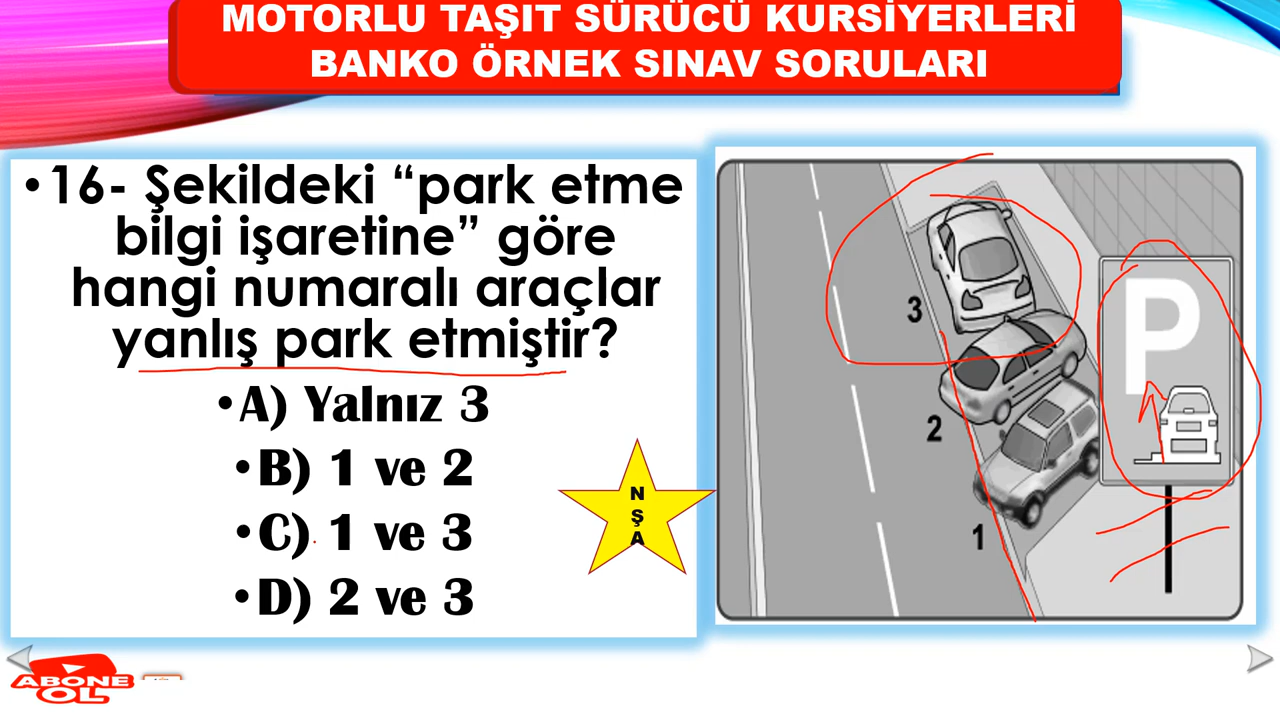 MOTORLU TAŞIT SÜRÜCÜ KURSİYERLERİ
BANKO ÖRNEK SINAV SORULARI
•16- Şekildeki “park etme
bilgi işaretine” göre
hangi numaralı araçlar
yanlış park etmiştir?
•A) Yalnız 3
•B) 1 ve 2
•C) 1 ve 3
•D) 2 ve 3
N
Ş
A
3
2
1
P
ABONE
OL